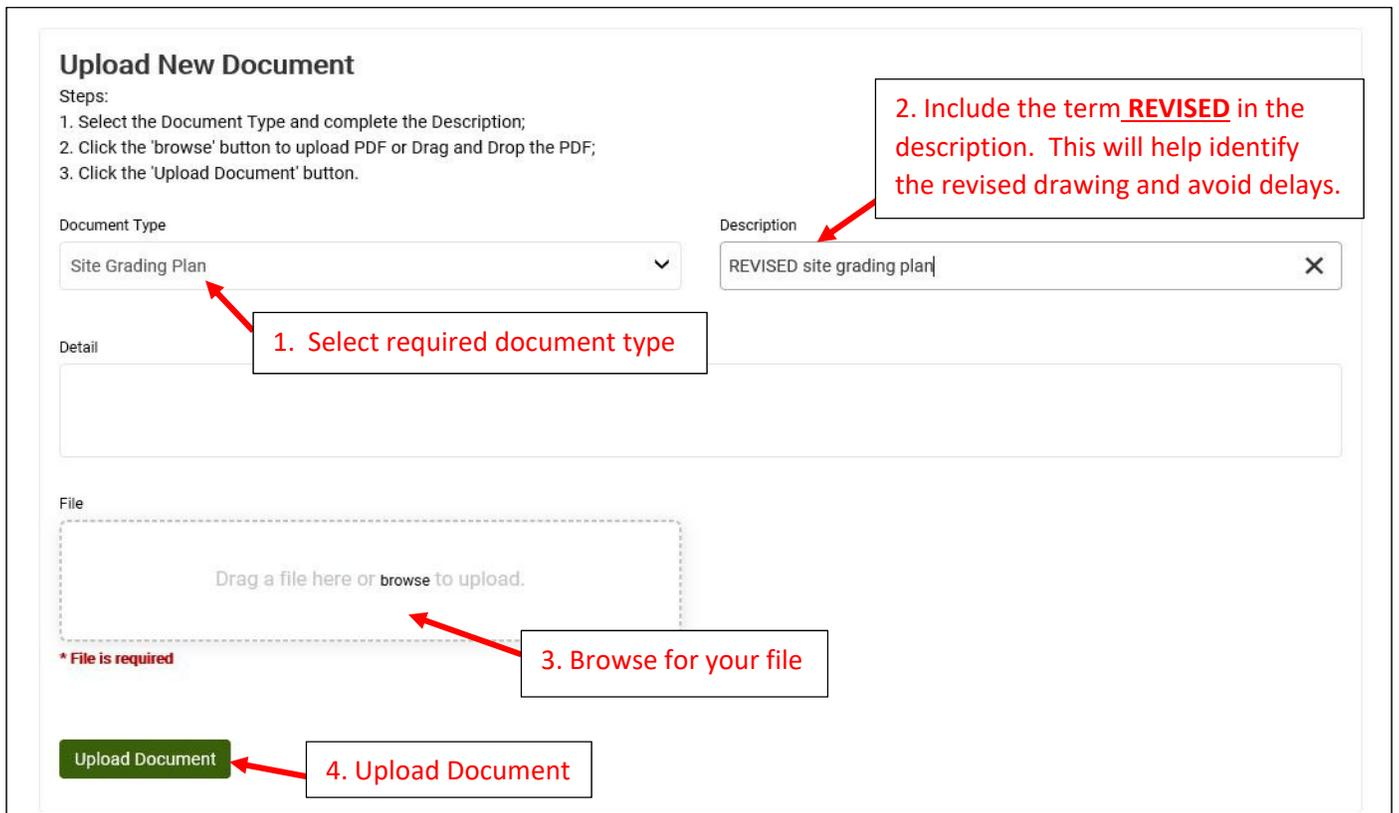 Upload New Document
Steps:
1. Select the Document Type and complete the Description;
2. Click the 'browse' button to upload PDF or Drag and Drop the PDF;
3. Click the 'Upload Document' button.
2. Include the term REVISED in the
description. This will help identify
the revised drawing and avoid delays.
Document Type
Description
Site Grading Plan
REVISED site grading plan
1. Select required document type
Detail
File
Drag a file here or browse to upload.
* File is required
3. Browse for your file
Upload Document
4. Upload Document